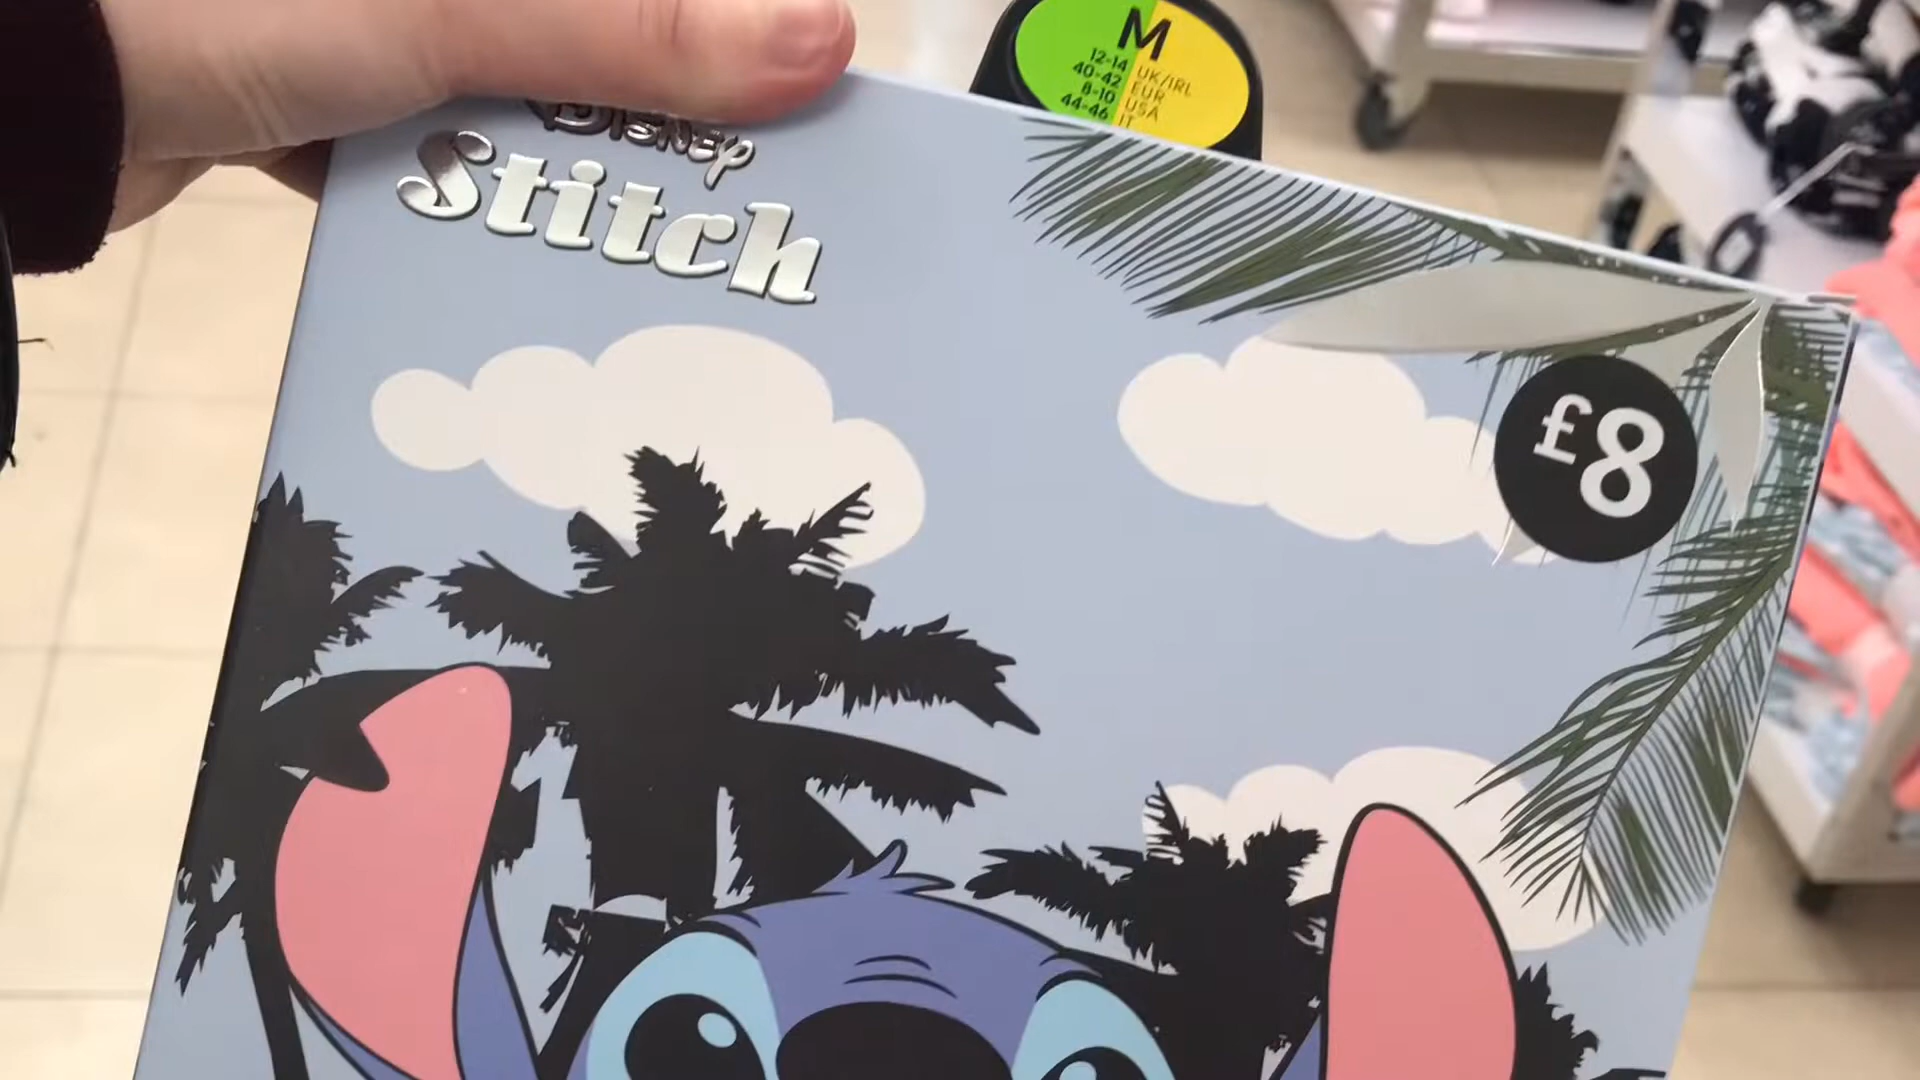 M
12-14 UK/IRL
40-42 EUR
8-10 USA
44-46 IT
DISNEY
Stitch
£8